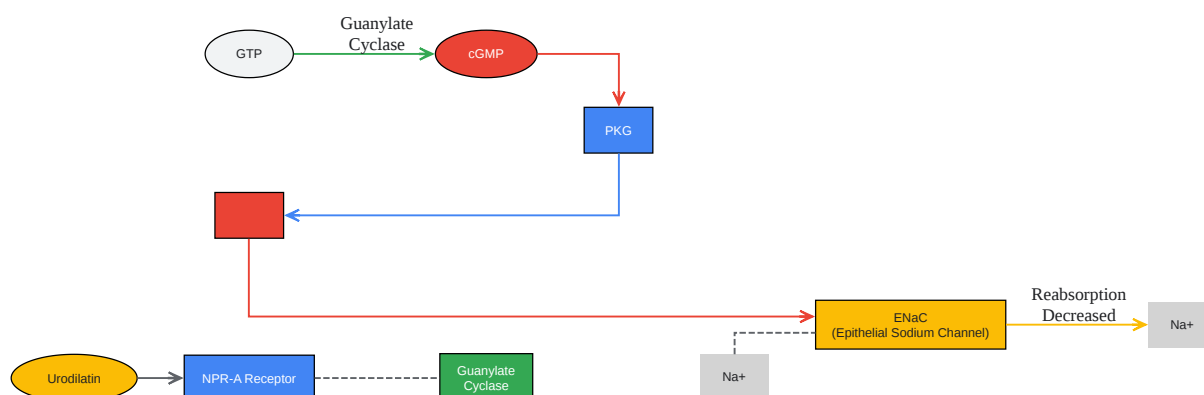 Guanylate
Cyclase
GTP
cGMP
PKG
Reabsorption
Decreased
ENaC
(Epithelial Sodium Channel)
Na+
Na+
Urodilatin
NPR-A Receptor
Guanylate
Cyclase